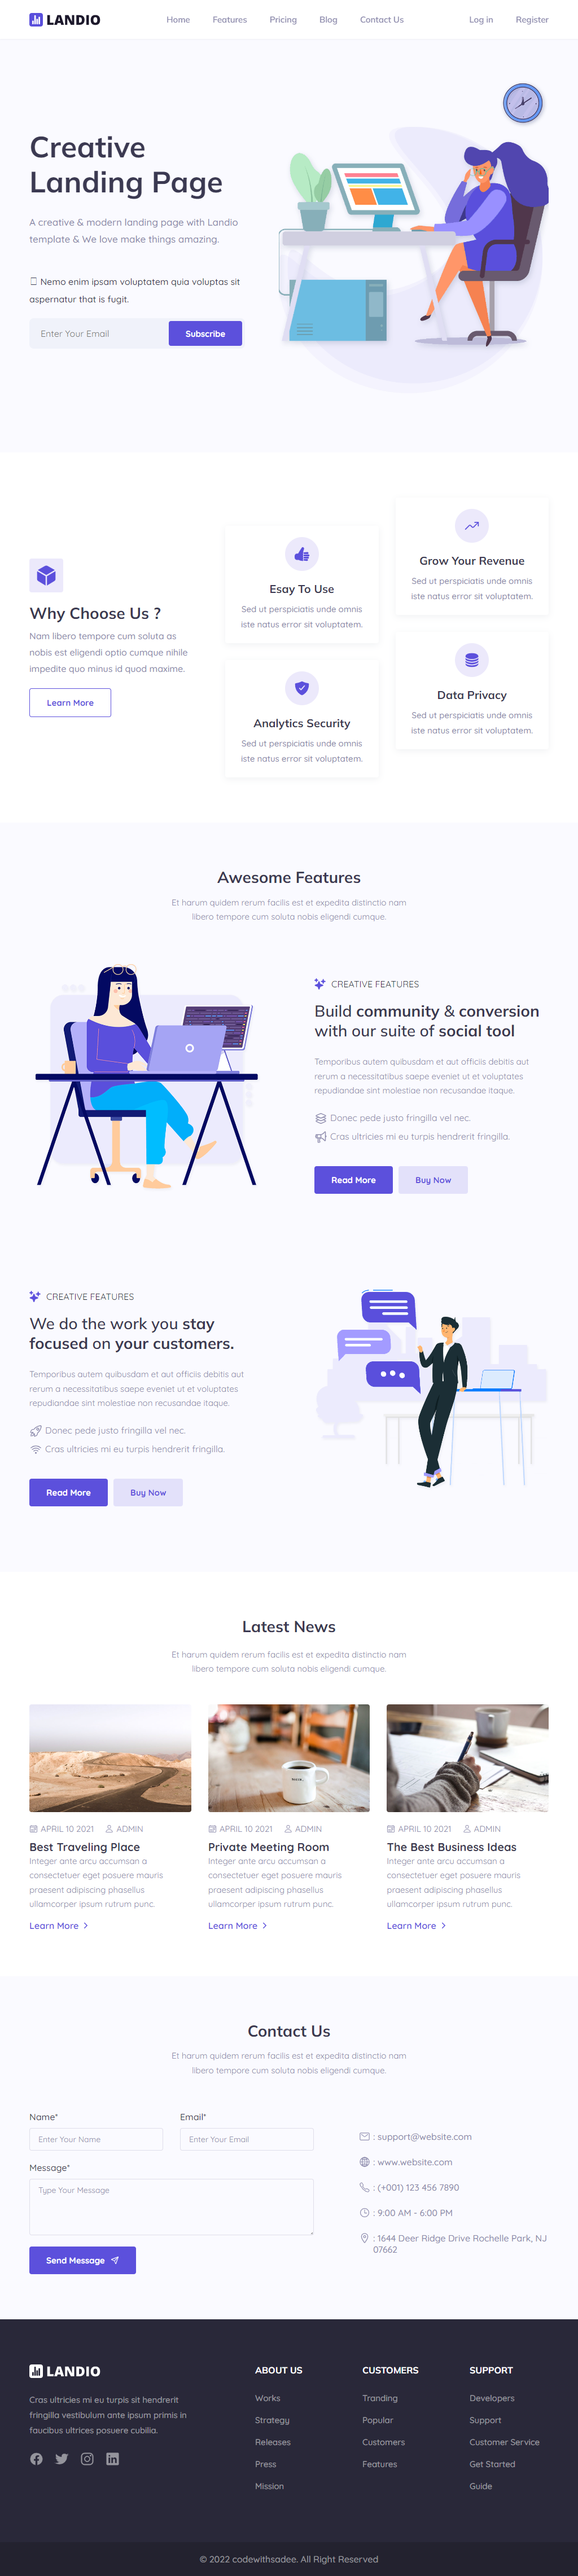 LANDIO
Home Features Pricing Blog Contact Us
Log in Register
Creative
Landing Page
A creative & modern landing page with Landio
template & We love make things amazing.
Nemo enim ipsam voluptatem quia voluptas sit
aspernatur that is fugit.
Enter Your Email
Subscribe
Why Choose Us ?
Nam libero tempore cum soluta as
nobis est eligendi optio cumque nihile
impedite quo minus id quod maxime.
Learn More
Esay To Use
Sed ut perspiciatis unde omnis
iste natus error sit voluptatem.
Analytics Security
Sed ut perspiciatis unde omnis
iste natus error sit voluptatem.
Grow Your Revenue
Sed ut perspiciatis unde omnis
iste natus error sit voluptatem.
Data Privacy
Sed ut perspiciatis unde omnis
iste natus error sit voluptatem.
Awesome Features
Et harum quidem rerum facilis est et expedita distinctio nam
libero tempore cum soluta nobis eligendi cumque.
CREATIVE FEATURES
Build community & conversion
with our suite of social tool
Temporibus autem quibusdam et aut officiis debitis aut
rerum a necessitatibus saepe eveniet ut et voluptates
repudiandae sint molestiae non recusandae itaque.
Donec pede justo fringilla vel nec.
Cras ultricies mi eu turpis hendrerit fringilla.
Read More
Buy Now
CREATIVE FEATURES
We do the work you stay
focused on your customers.
Temporibus autem quibusdam et aut officiis debitis aut
rerum a necessitatibus saepe eveniet ut et voluptates
repudiandae sint molestiae non recusandae itaque.
Donec pede justo fringilla vel nec.
Cras ultricies mi eu turpis hendrerit fringilla.
Read More
Buy Now
Latest News
Et harum quidem rerum facilis est et expedita distinctio nam
libero tempore cum soluta nobis eligendi cumque.
APRIL 10 2021 ADMIN
Best Traveling Place
Integer ante arcu accumsan a
consectetuer eget posuere mauris
praesent adipiscing phasellus
ullamcorper ipsum rutrum punc.
Learn More
APRIL 10 2021 ADMIN
Private Meeting Room
Integer ante arcu accumsan a
consectetuer eget posuere mauris
praesent adipiscing phasellus
ullamcorper ipsum rutrum punc.
Learn More
APRIL 10 2021 ADMIN
The Best Business Ideas
Integer ante arcu accumsan a
consectetuer eget posuere mauris
praesent adipiscing phasellus
ullamcorper ipsum rutrum punc.
Learn More
Contact Us
Et harum quidem rerum facilis est et expedita distinctio nam
libero tempore cum soluta nobis eligendi cumque.
Name*
Enter Your Name
Email*
Enter Your Email
Message*
Type Your Message
Send Message
: support@website.com
: www.website.com
: (+001) 123 456 7890
: 9:00 AM - 6:00 PM
: 1644 Deer Ridge Drive Rochelle Park, NJ
07662
LANDIO
Cras ultricies mi eu turpis sit hendrerit
fringilla vestibulum ante ipsum primis in
faucibus ultrices posuere cubilia.
ABOUT US
Works
Strategy
Releases
Press
Mission
CUSTOMERS
Tranding
Popular
Customers
Features
SUPPORT
Developers
Support
Customer Service
Get Started
Guide
© 2022 codewithsadee. All Right Reserved